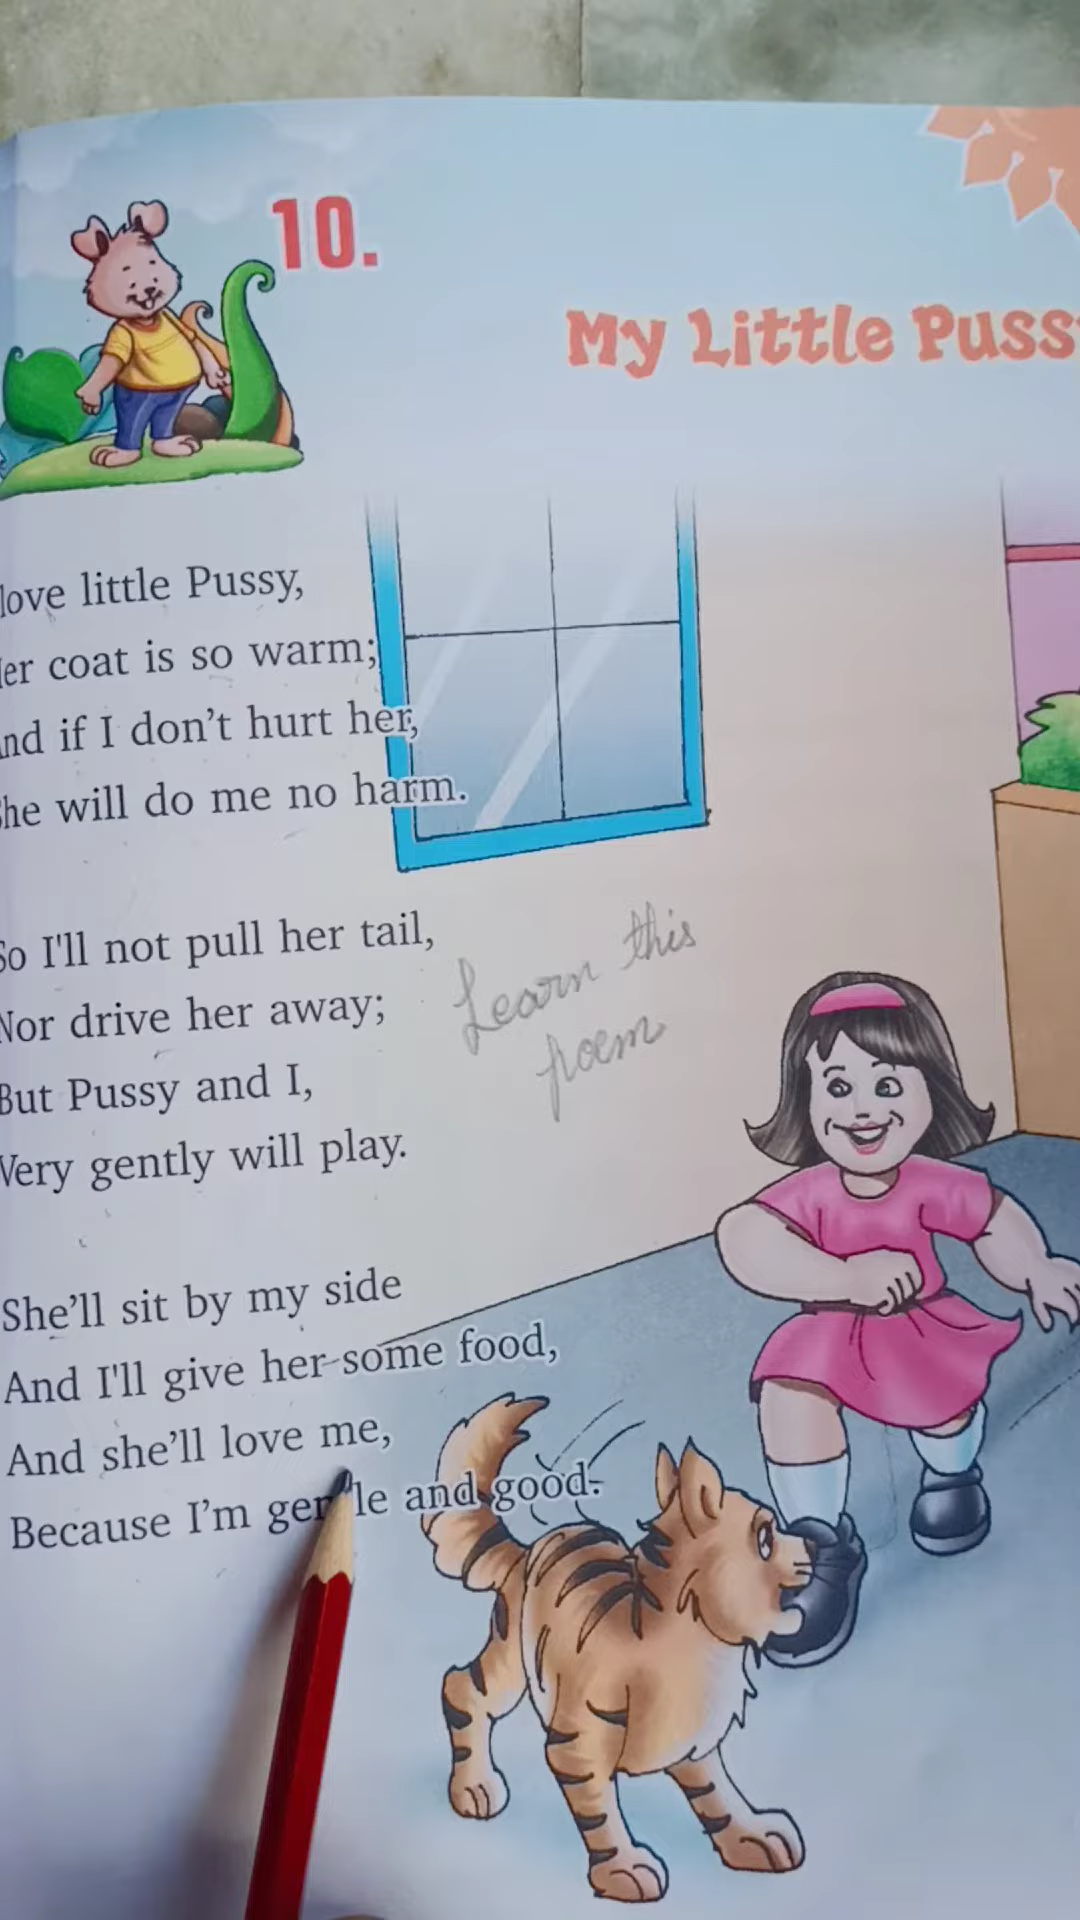 10.
My Little Puss
love little Pussy,
er coat is so warm;
nd if I don't hurt her,
he will do me no harm.
So I'll not pull her tail,
Nor drive her away;
But Pussy and I,
Very gently will play.
Learn this
poem
She'll sit by my side
And I'll give her some food,
And she'll love me,
Because I'm gentle and good.